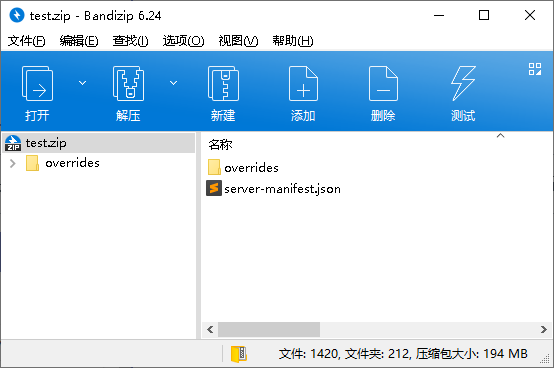 test.zip - Bandizip 6.24
文件(F) 编辑(E) 查找(I) 选项(O) 视图(V) 帮助(H)
打开 解压 新建 添加 删除 测试
test.zip
overrides
名称
overrides
server-manifest.json
文件: 1420, 文件夹: 212, 压缩包大小: 194 MB